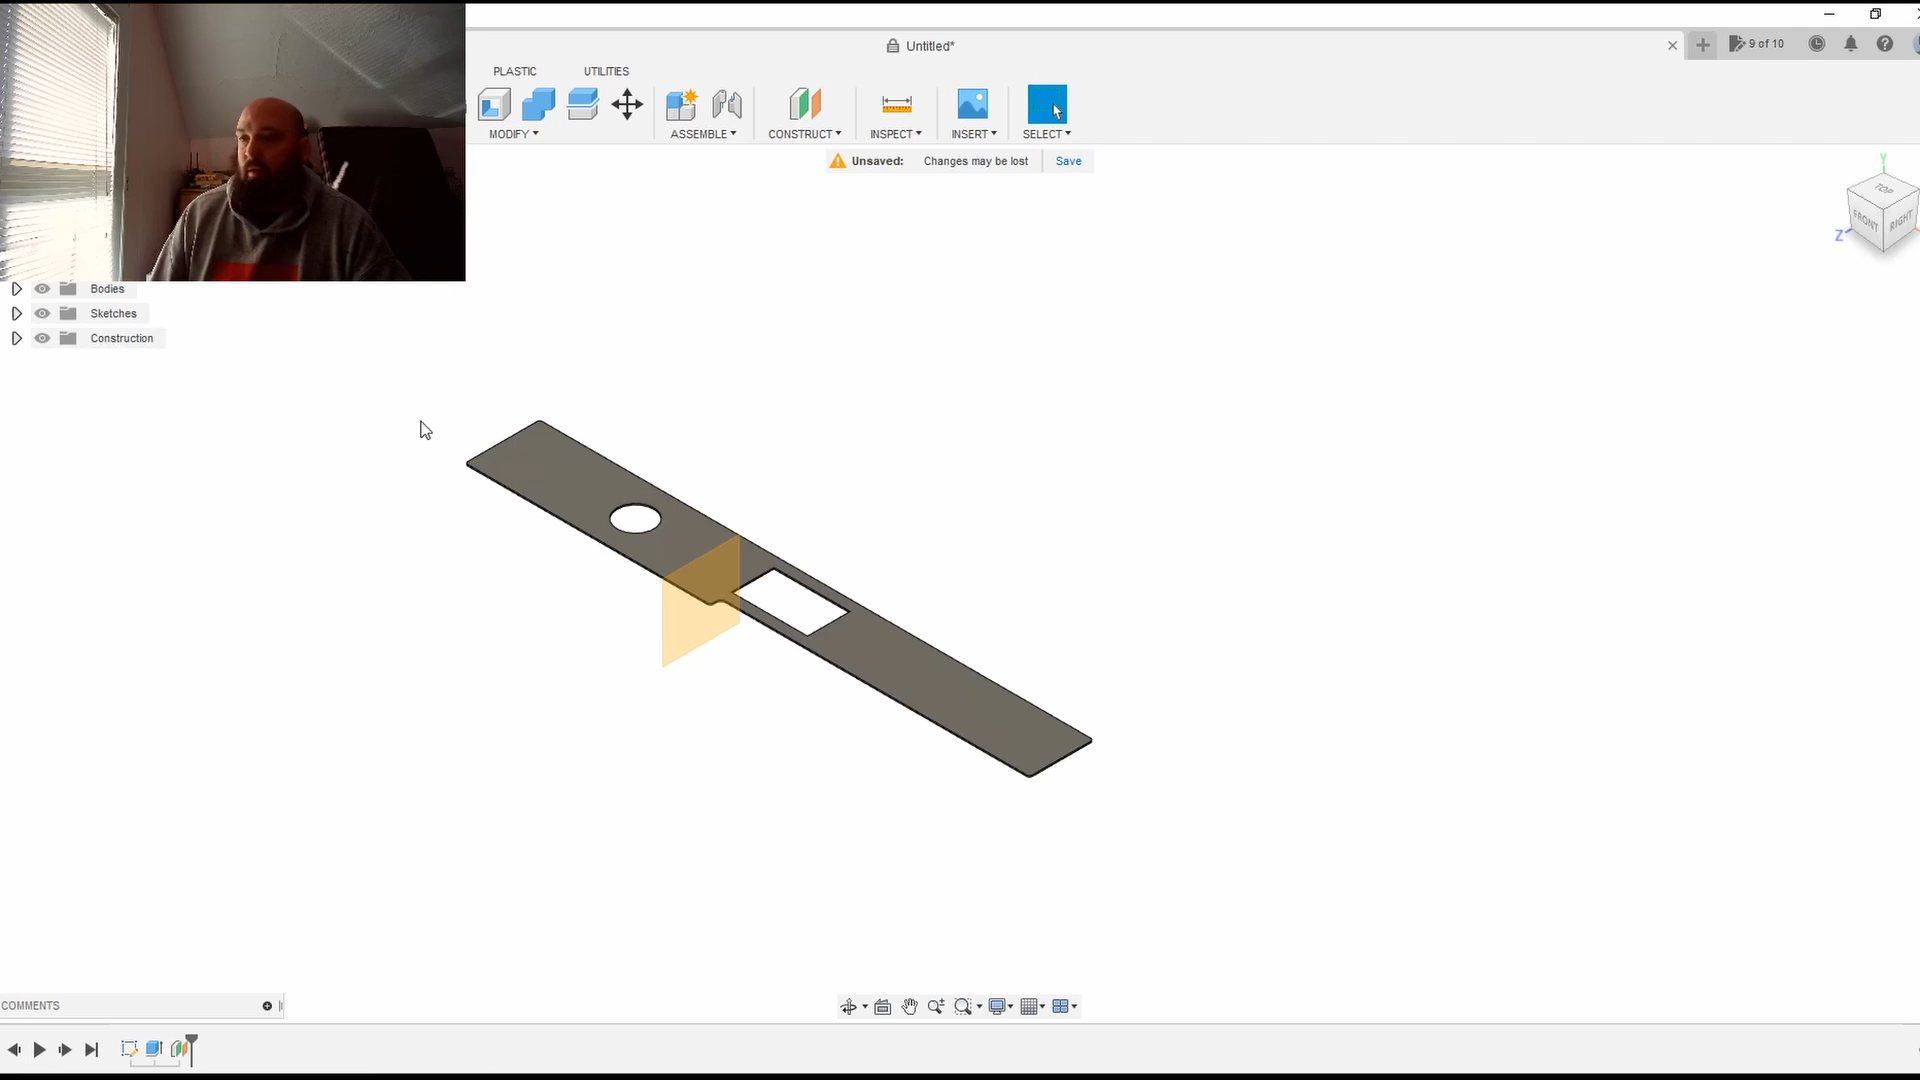 Untitled*
9 of 10
PLASTIC
UTILITIES
MODIFY
ASSEMBLE
CONSTRUCT
INSPECT
INSERT
SELECT
Unsaved: Changes may be lost Save
Y
TOP
FRONT
RIGHT
Z
Bodies
Sketches
Construction
COMMENTS